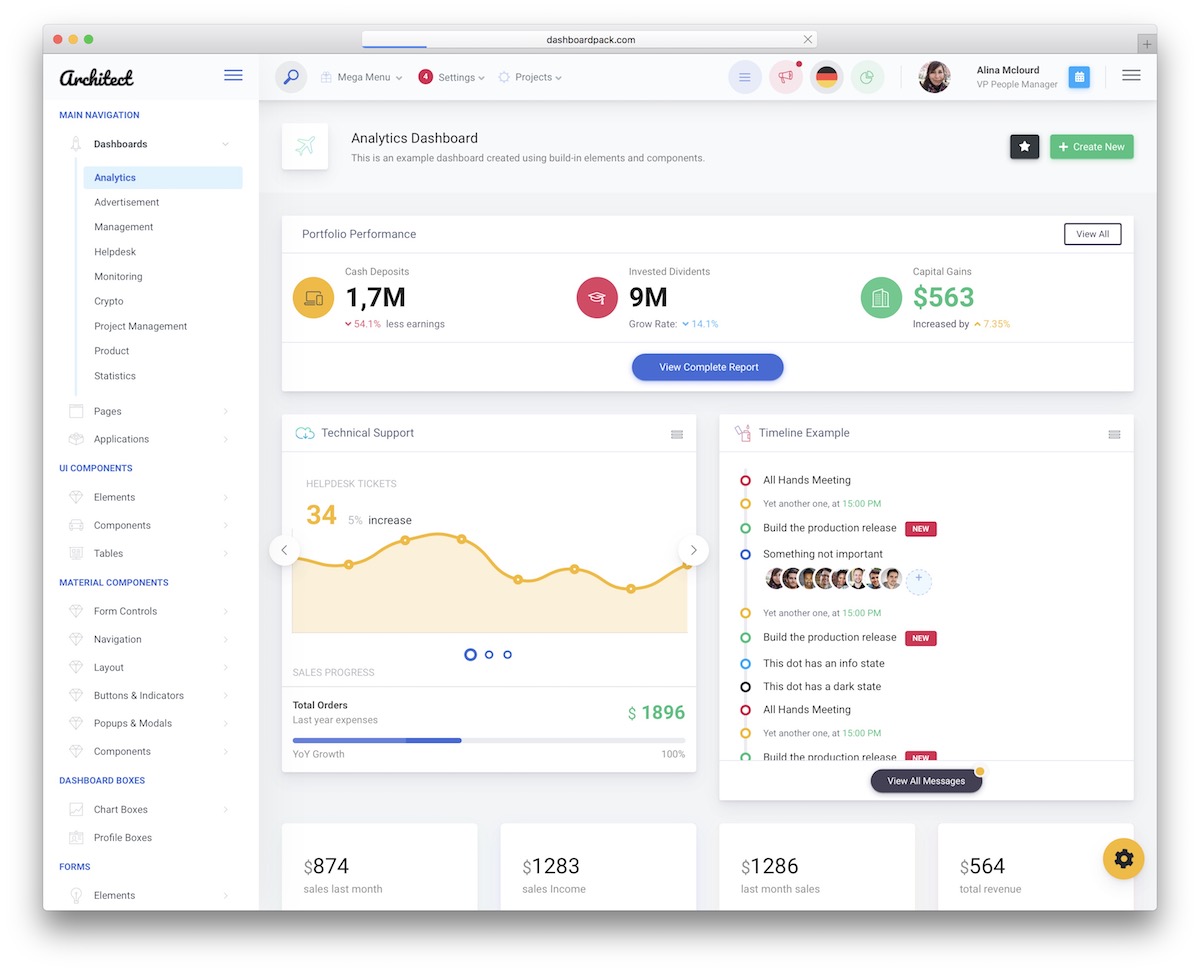 dashboardpack.com
Architect
Mega Menu
4
Settings
Projects
Alina Mclourd
VP People Manager
MAIN NAVIGATION
Dashboards
Analytics
Advertisement
Management
Helpdesk
Monitoring
Crypto
Project Management
Product
Statistics
Pages
Applications
UI COMPONENTS
Elements
Components
Tables
MATERIAL COMPONENTS
Form Controls
Navigation
Layout
Buttons & Indicators
Popups & Modals
Components
DASHBOARD BOXES
Chart Boxes
Profile Boxes
FORMS
Elements
Analytics Dashboard
This is an example dashboard created using build-in elements and components.
+ Create New
Portfolio Performance
View All
Cash Deposits
1,7M
54.1% less earnings
Invested Dividents
9M
Grow Rate: 14.1%
Capital Gains
$563
Increased by 7.35%
View Complete Report
Technical Support
HELPDESK TICKETS
34 5% increase
SALES PROGRESS
Total Orders
Last year expenses
$ 1896
YoY Growth 100%
Timeline Example
All Hands Meeting
Yet another one, at 15:00 PM
Build the production release NEW
Something not important
+
Yet another one, at 15:00 PM
Build the production release NEW
This dot has an info state
This dot has a dark state
All Hands Meeting
Yet another one, at 15:00 PM
Build the production release NEW
View All Messages
$874
sales last month
$1283
sales Income
$1286
last month sales
$564
total revenue